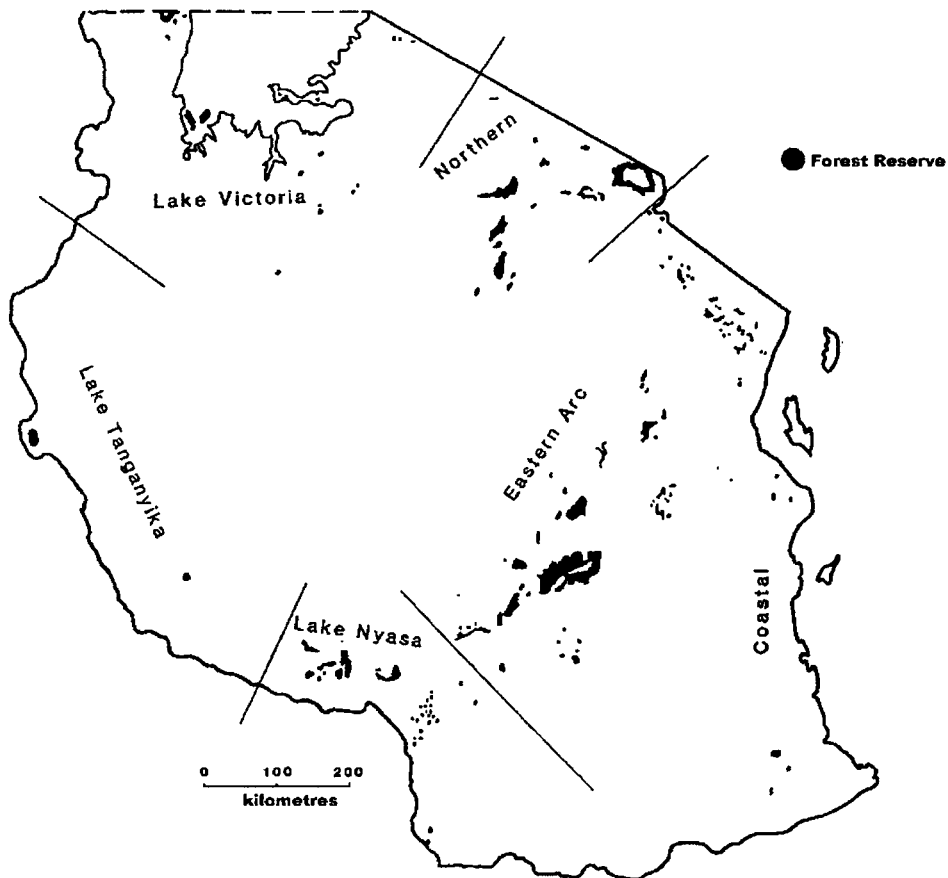 Northern
Forest Reserve
Lake Victoria
Lake Tanganyika
Eastern Arc
Coastal
Lake Nyasa
0 100 200
kilometres